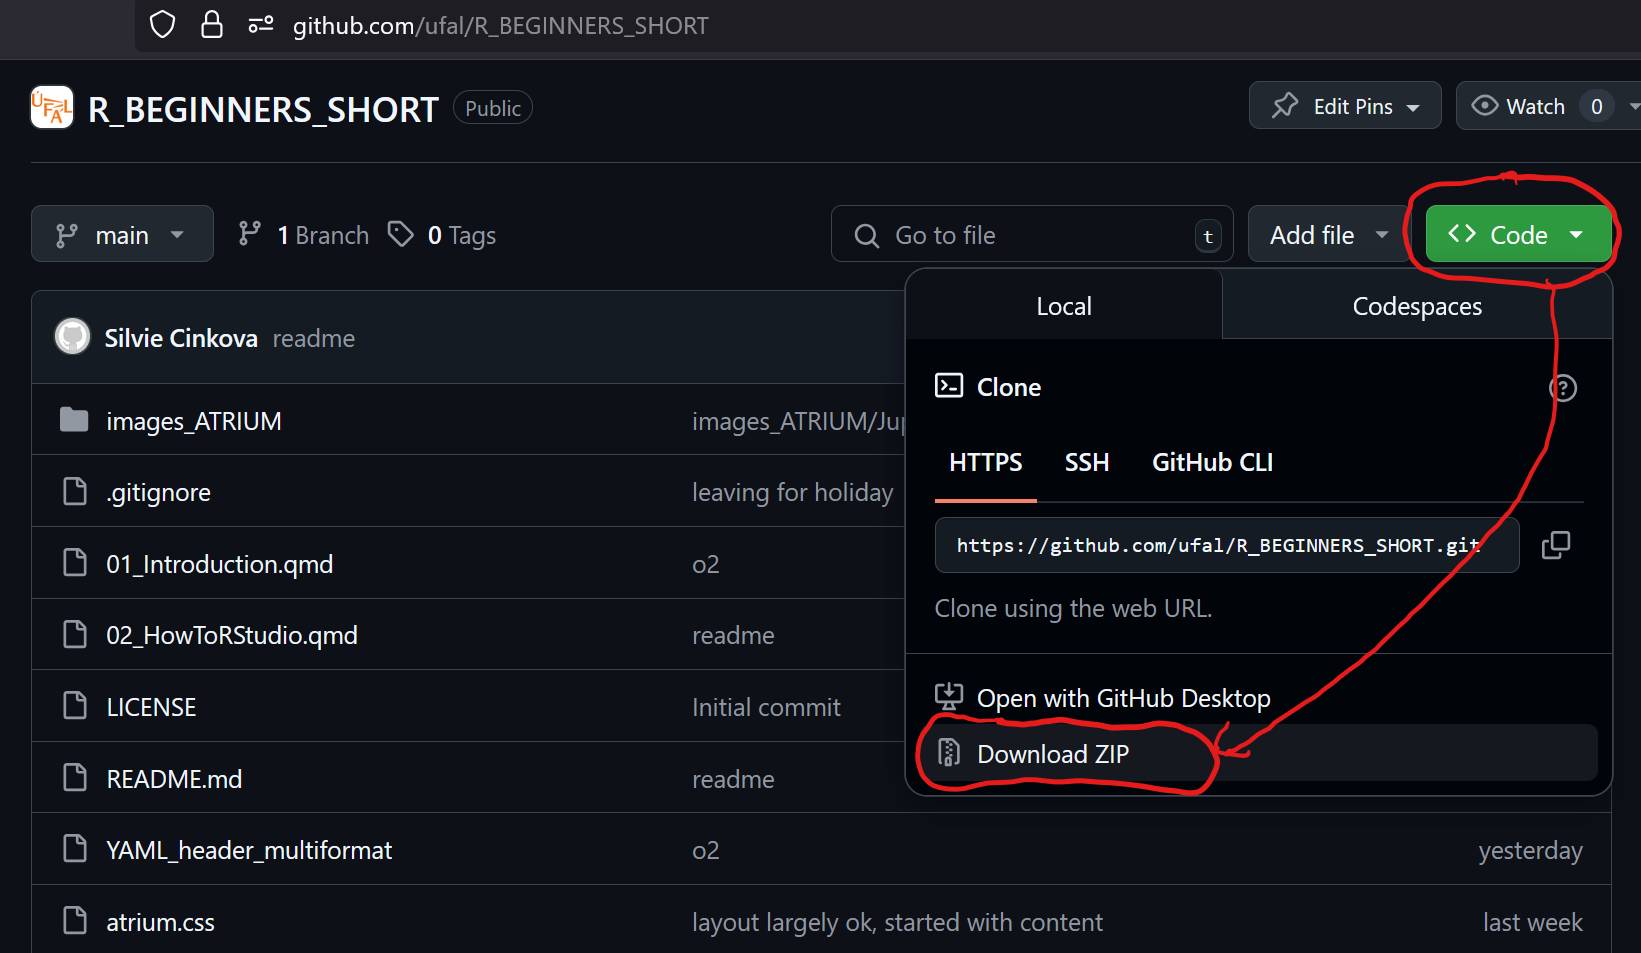 github.com/ufal/R_BEGINNERS_SHORT
ÚFAL R_BEGINNERS_SHORT Public Edit Pins Watch 0
main 1 Branch 0 Tags Go to file t Add file <> Code
Local Codespaces
Silvie Cinkova readme
Clone
images_ATRIUM images_ATRIUM/Ju
HTTPS SSH GitHub CLI
.gitignore leaving for holiday
https://github.com/ufal/R_BEGINNERS_SHORT.git
01_Introduction.qmd o2
Clone using the web URL.
02_HowToRStudio.qmd readme
LICENSE Initial commit
Open with GitHub Desktop
Download ZIP
README.md readme
YAML_header_multiformat o2 yesterday
atrium.css layout largely ok, started with content last week